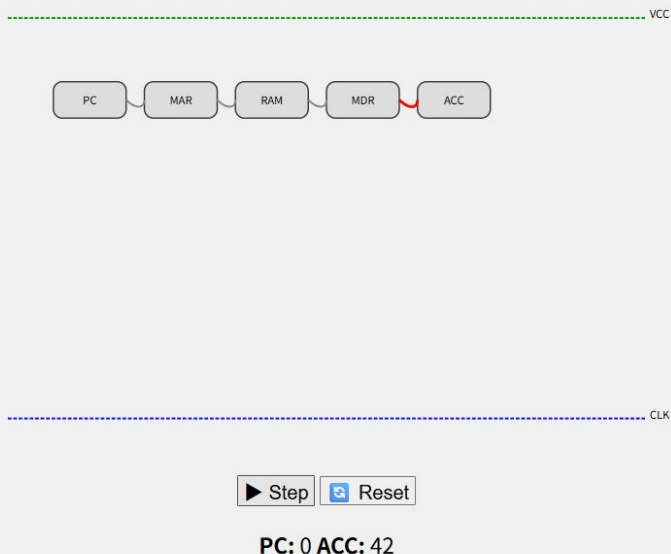 VCC
PC MAR RAM MDR ACC
CLK
▶ Step 🔄 Reset
PC: 0 ACC: 42